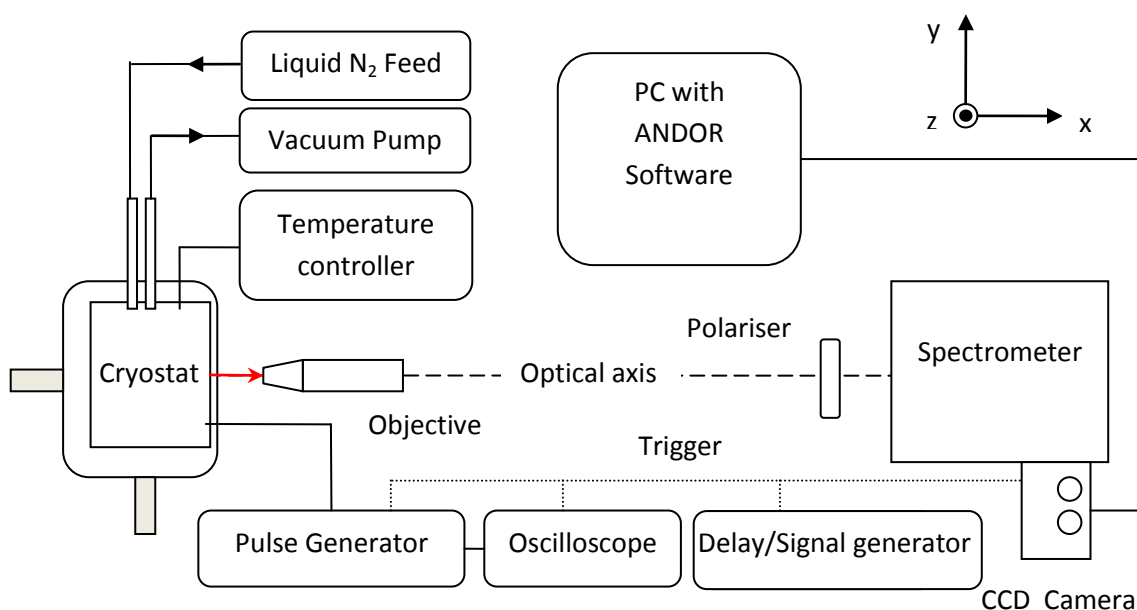 Liquid N₂ Feed
Vacuum Pump
Temperature
controller
PC with
ANDOR
Software
y
z
x
Cryostat
Objective
Optical axis
Polariser
Spectrometer
Trigger
Pulse Generator
Oscilloscope
Delay/Signal generator
CCD Camera